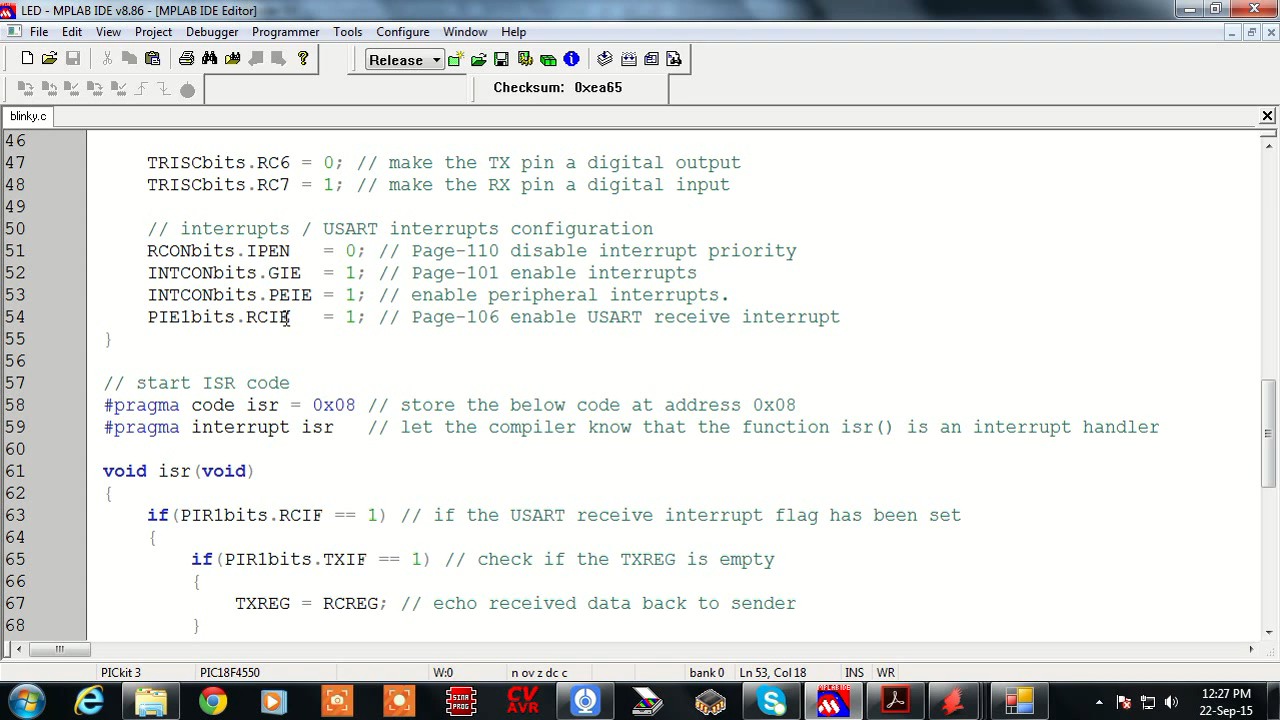 LED - MPLAB IDE v8.86 - [MPLAB IDE Editor]
File Edit View Project Debugger Programmer Tools Configure Window Help
Release
Checksum: 0xea65
blinky.c
46
47 TRISCbits.RC6 = 0; // make the TX pin a digital output
48 TRISCbits.RC7 = 1; // make the RX pin a digital input
49
50 // interrupts / USART interrupts configuration
51 RCONbits.IPEN = 0; // Page-110 disable interrupt priority
52 INTCONbits.GIE = 1; // Page-101 enable interrupts
53 INTCONbits.PEIE = 1; // enable peripheral interrupts.
54 PIE1bits.RCIE = 1; // Page-106 enable USART receive interrupt
55 }
56
57 // start ISR code
58 #pragma code isr = 0x08 // store the below code at address 0x08
59 #pragma interrupt isr // let the compiler know that the function isr() is an interrupt handler
60
61 void isr(void)
62 {
63 if(PIR1bits.RCIF == 1) // if the USART receive interrupt flag has been set
64 {
65 if(PIR1bits.TXIF == 1) // check if the TXREG is empty
66 {
67 TXREG = RCREG; // echo received data back to sender
68 }
PICkit 3 PIC18F4550 W:0 n ov z dc c bank 0 Ln 53, Col 18 INS WR
SINA PROG
CV AVR
MPLAB IDE
12:27 PM
22-Sep-15